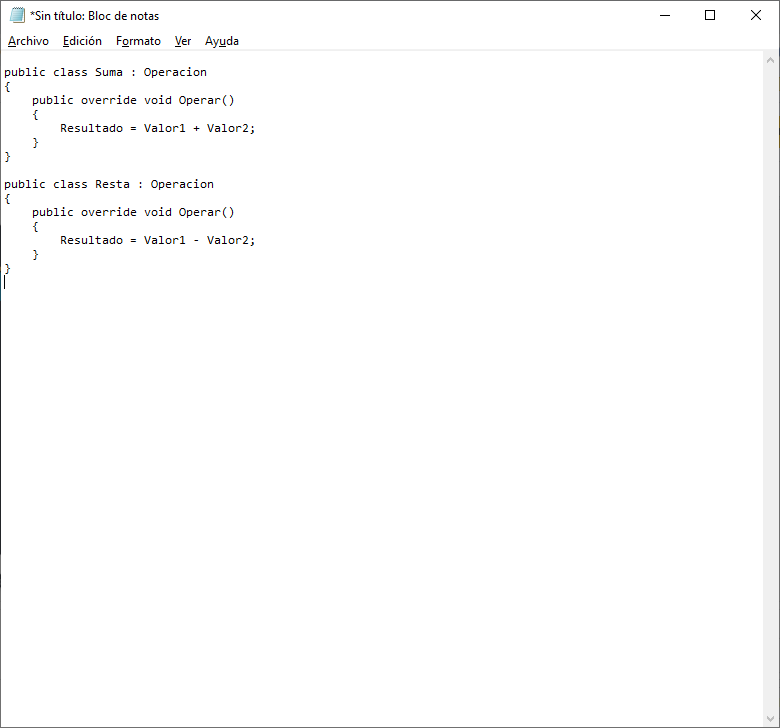 *Sin título: Bloc de notas
Archivo Edición Formato Ver Ayuda
public class Suma : Operacion
{
    public override void Operar()
    {
        Resultado = Valor1 + Valor2;
    }
}
public class Resta : Operacion
{
    public override void Operar()
    {
        Resultado = Valor1 - Valor2;
    }
}